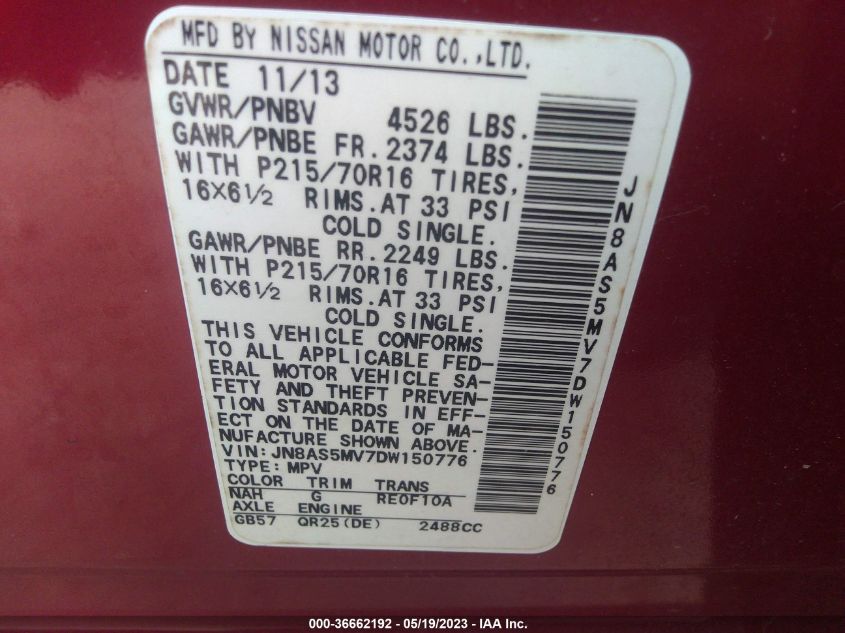 MFD BY NISSAN MOTOR CO.,LTD.
DATE 11/13
GVWR/PNBV 4526 LBS.
GAWR/PNBE FR.2374 LBS.
WITH P215/70R16 TIRES,
16X6½ RIMS.AT 33 PSI
COLD SINGLE.
GAWR/PNBE RR.2249 LBS.
WITH P215/70R16 TIRES,
16X6½ RIMS.AT 33 PSI
COLD SINGLE.
THIS VEHICLE CONFORMS
TO ALL APPLICABLE FED-
ERAL MOTOR VEHICLE SA-
FETY AND THEFT PREVEN-
TION STANDARDS IN EFF-
ECT ON THE DATE OF MA-
NUFACTURE SHOWN ABOVE.
VIN:JN8AS5MV7DW150776
TYPE:MPV
COLOR TRIM TRANS
NAH G RE0F10A
AXLE ENGINE
GB57 QR25(DE) 2488CC
JN8AS5MV7DW150776
000-36662192 - 05/19/2023 - IAA Inc.